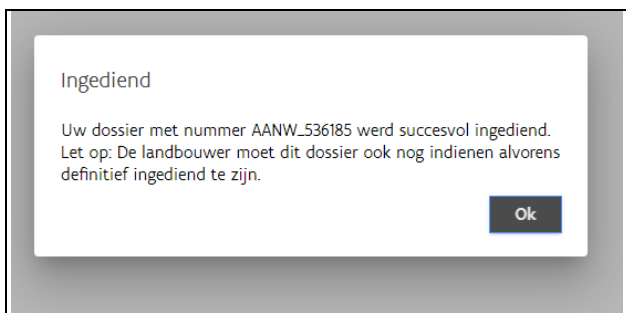 Ingediend
Uw dossier met nummer AANW_536185 werd succesvol ingediend.
Let op: De landbouwer moet dit dossier ook nog indienen alvorens
definitief ingediend te zijn.
Ok